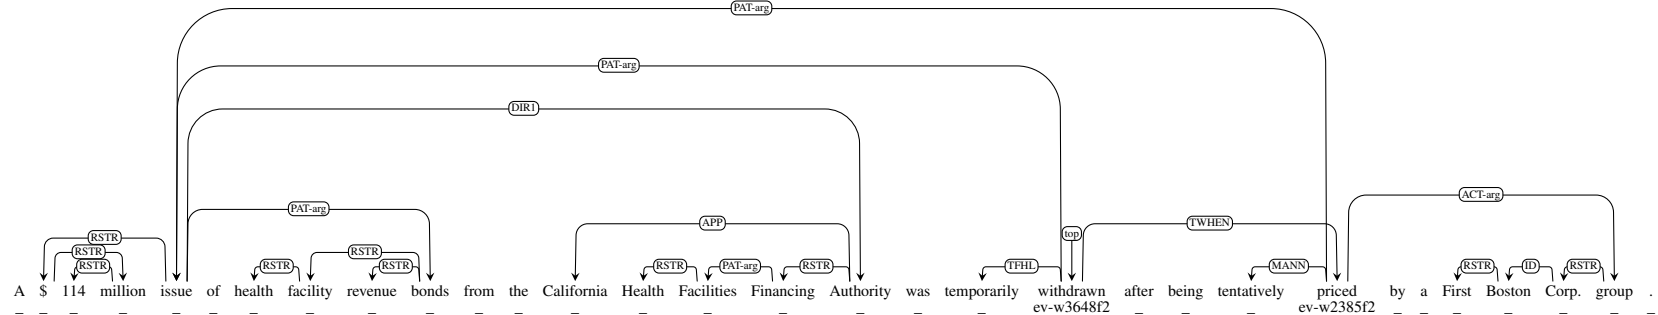 PAT-arg
PAT-arg
DIR1
ACT-arg
PAT-arg
APP
TWHEN
top
RSTR
RSTR
RSTR
RSTR
RSTR
RSTR
RSTR
PAT-arg
RSTR
TFHL
MANN
RSTR
ID
RSTR
A $ 114 million issue of health facility revenue bonds from the California Health Facilities Financing Authority was temporarily withdrawn after being tentatively priced by a First Boston Corp. group .
_ _ _ _ _ _ _ _ _ _ _ _ _ _ _ _ _ _ _ ev-w3648f2 _ _ _ ev-w2385f2 _ _ _ _ _ _ _